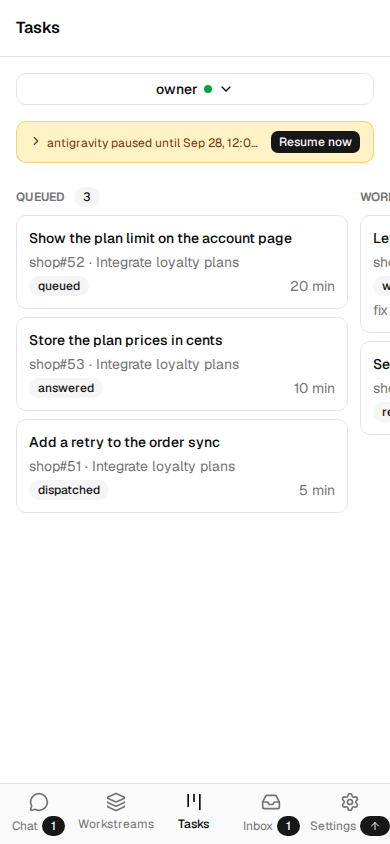 Tasks
owner
antigravity paused until Sep 28, 12:0... Resume now
QUEUED 3
Show the plan limit on the account page
shop#52 · Integrate loyalty plans
queued 20 min
Store the plan prices in cents
shop#53 · Integrate loyalty plans
answered 10 min
Add a retry to the order sync
shop#51 · Integrate loyalty plans
dispatched 5 min
fix
Chat 1 Workstreams Tasks Inbox 1 Settings